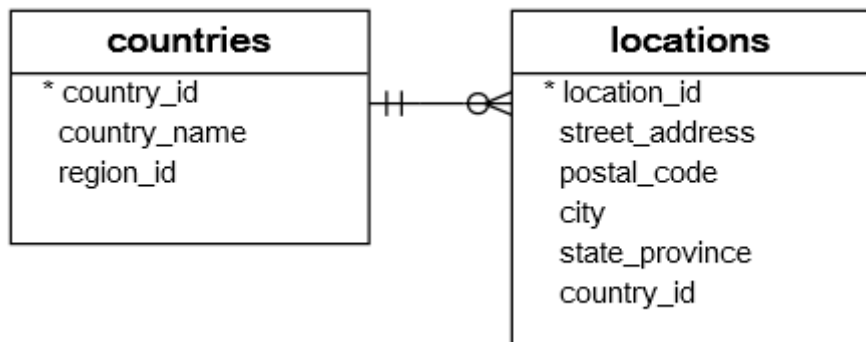 countries
* country_id
country_name
region_id
locations
* location_id
street_address
postal_code
city
state_province
country_id